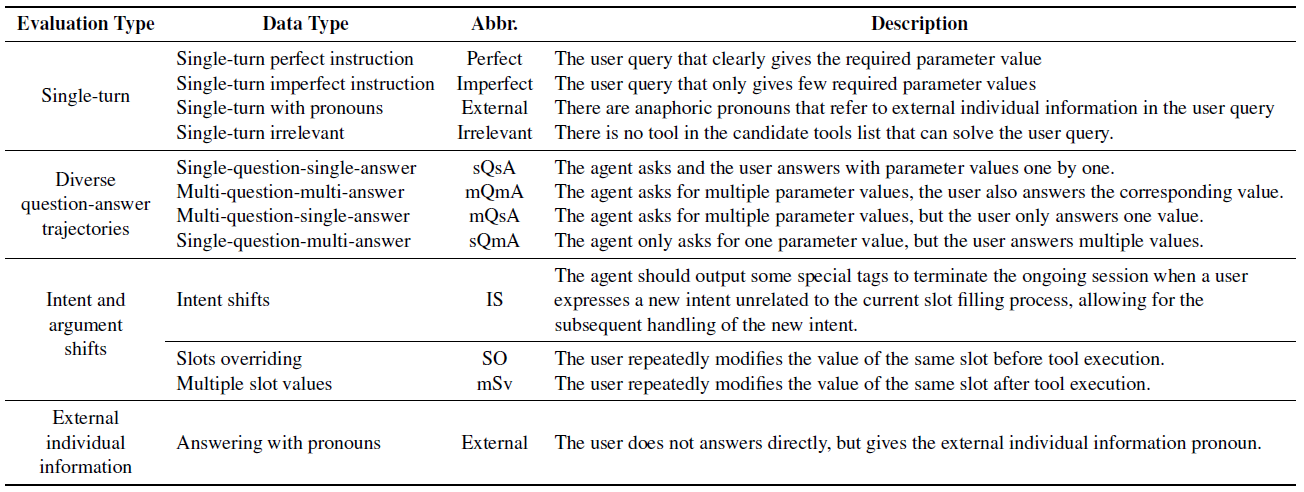 Evaluation Type Data Type Abbr. Description
Single-turn
Single-turn perfect instruction Perfect The user query that clearly gives the required parameter value
Single-turn imperfect instruction Imperfect The user query that only gives few required parameter values
Single-turn with pronouns External There are anaphoric pronouns that refer to external individual information in the user query
Single-turn irrelevant Irrelevant There is no tool in the candidate tools list that can solve the user query.
Diverse
question-answer
trajectories
Single-question-single-answer sQsA The agent asks and the user answers with parameter values one by one.
Multi-question-multi-answer mQmA The agent asks for multiple parameter values, the user also answers the corresponding value.
Multi-question-single-answer mQsA The agent asks for multiple parameter values, but the user only answers one value.
Single-question-multi-answer sQmA The agent only asks for one parameter value, but the user answers multiple values.
Intent and
argument
shifts
Intent shifts IS The agent should output some special tags to terminate the ongoing session when a user
expresses a new intent unrelated to the current slot filling process, allowing for the
subsequent handling of the new intent.
Slots overriding SO The user repeatedly modifies the value of the same slot before tool execution.
Multiple slot values mSv The user repeatedly modifies the value of the same slot after tool execution.
External
individual
information
Answering with pronouns External The user does not answers directly, but gives the external individual information pronoun.